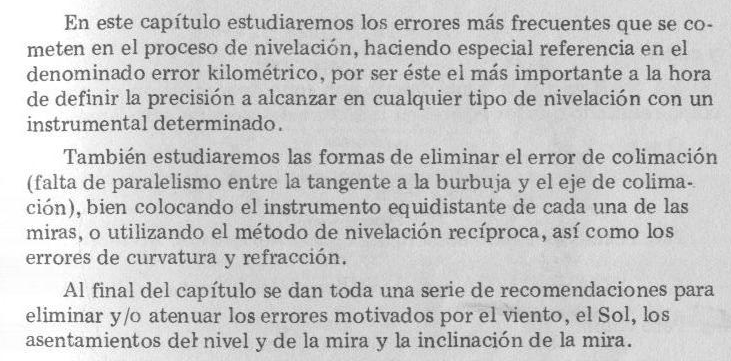 En este capítulo estudiaremos los errores más frecuentes que se co-
meten en el proceso de nivelación, haciendo especial referencia en el
denominado error kilométrico, por ser éste el más importante a la hora
de definir la precisión a alcanzar en cualquier tipo de nivelación con un
instrumental determinado.
También estudiaremos las formas de eliminar el error de colimación
(falta de paralelismo entre la tangente a la burbuja y el eje de colima-
ción), bien colocando el instrumento equidistante de cada una de las
miras, o utilizando el método de nivelación recíproca, así como los
errores de curvatura y refracción.
Al final del capítulo se dan toda una serie de recomendaciones para
eliminar y/o atenuar los errores motivados por el viento, el Sol, los
asentamientos del nivel y de la mira y la inclinación de la mira.